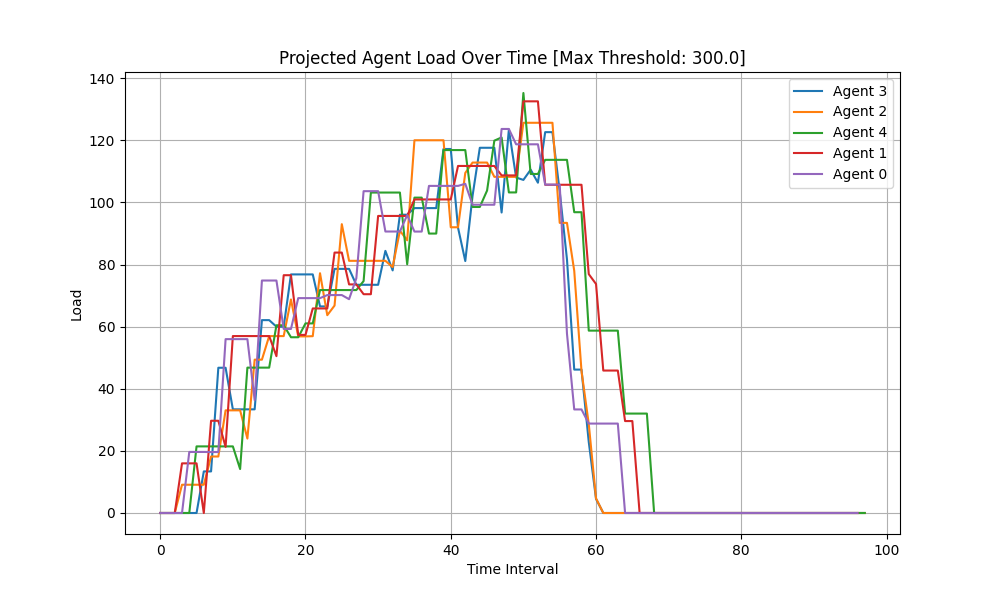 Projected Agent Load Over Time [Max Threshold: 300.0]
Load
140
120
100
80
60
40
20
0
Agent 3
Agent 2
Agent 4
Agent 1
Agent 0
0 20 40 60 80 100
Time Interval